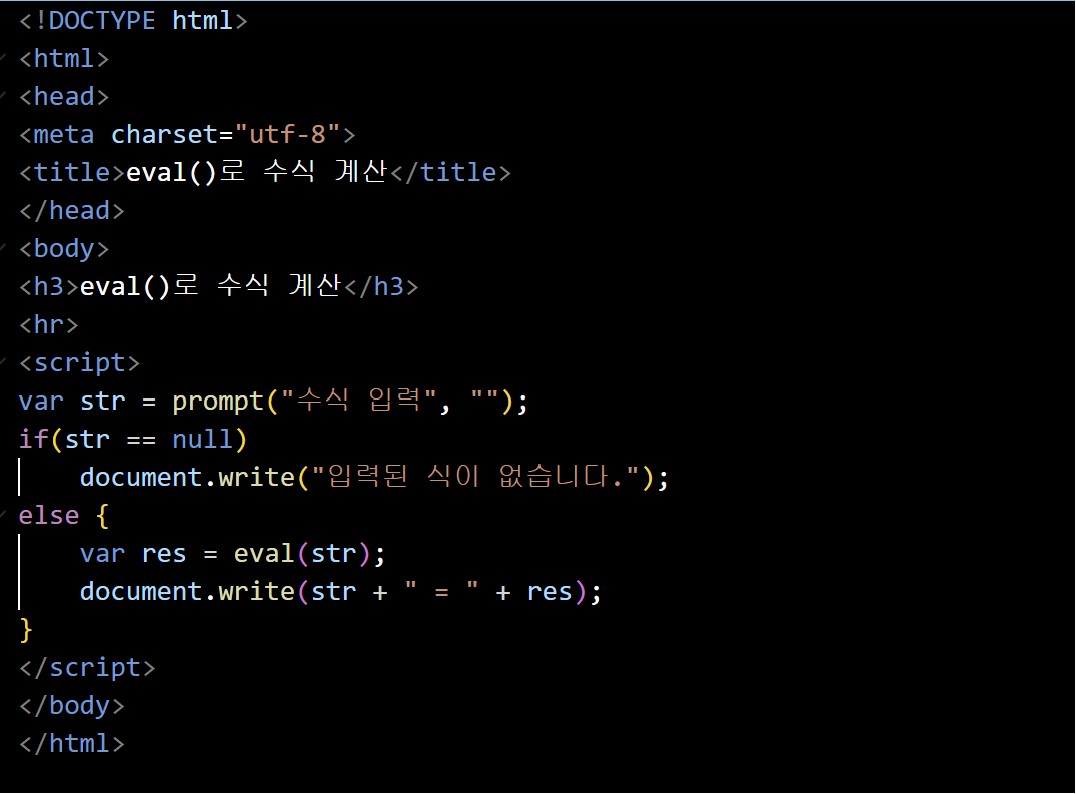 <!DOCTYPE html>
<html>
<head>
<meta charset="utf-8">
<title>eval()로 수식 계산</title>
</head>
<body>
<h3>eval()로 수식 계산</h3>
<hr>
<script>
var str = prompt("수식 입력", "");
if(str == null)
    document.write("입력된 식이 없습니다.");
else {
    var res = eval(str);
    document.write(str + " = " + res);
}
</script>
</body>
</html>